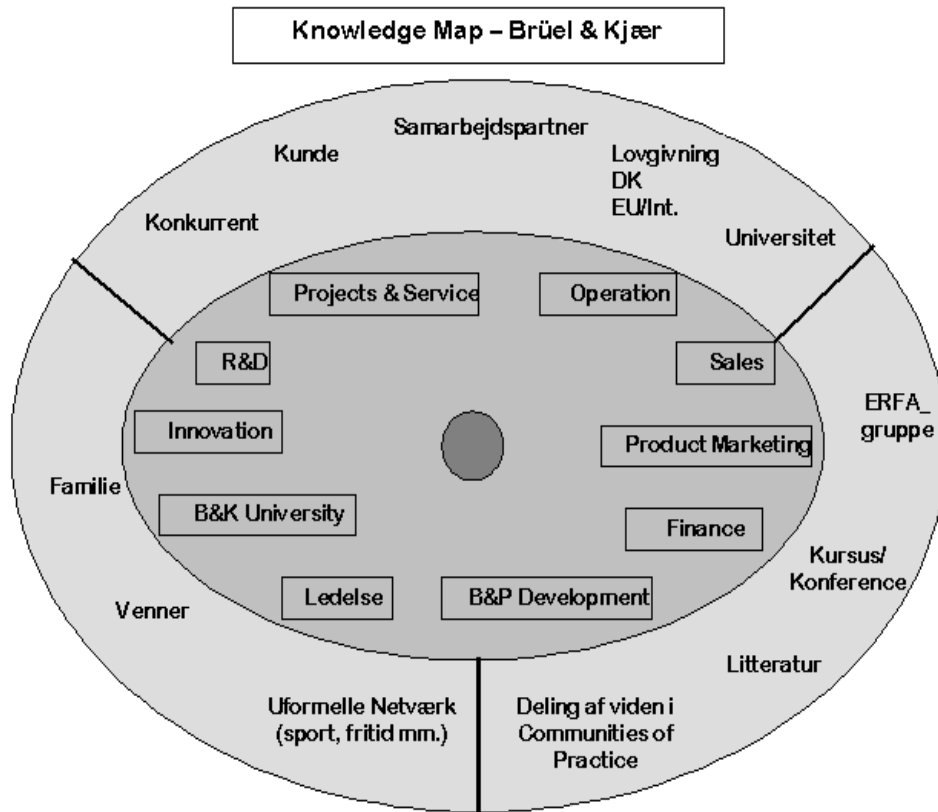 Knowledge Map – Brüel & Kjær
Samarbejdspartner
Kunde
Lovgivning
DK
EU/Int.
Konkurrent
Universitet
Projects & Service
Operation
R&D
Sales
ERFA_
gruppe
Innovation
Product Marketing
Familie
B&K University
Finance
Kursus/
Konference
Venner
Ledelse
B&P Development
Litteratur
Uformelle Netværk
(sport, fritid mm.)
Deling af viden i
Communities of
Practice